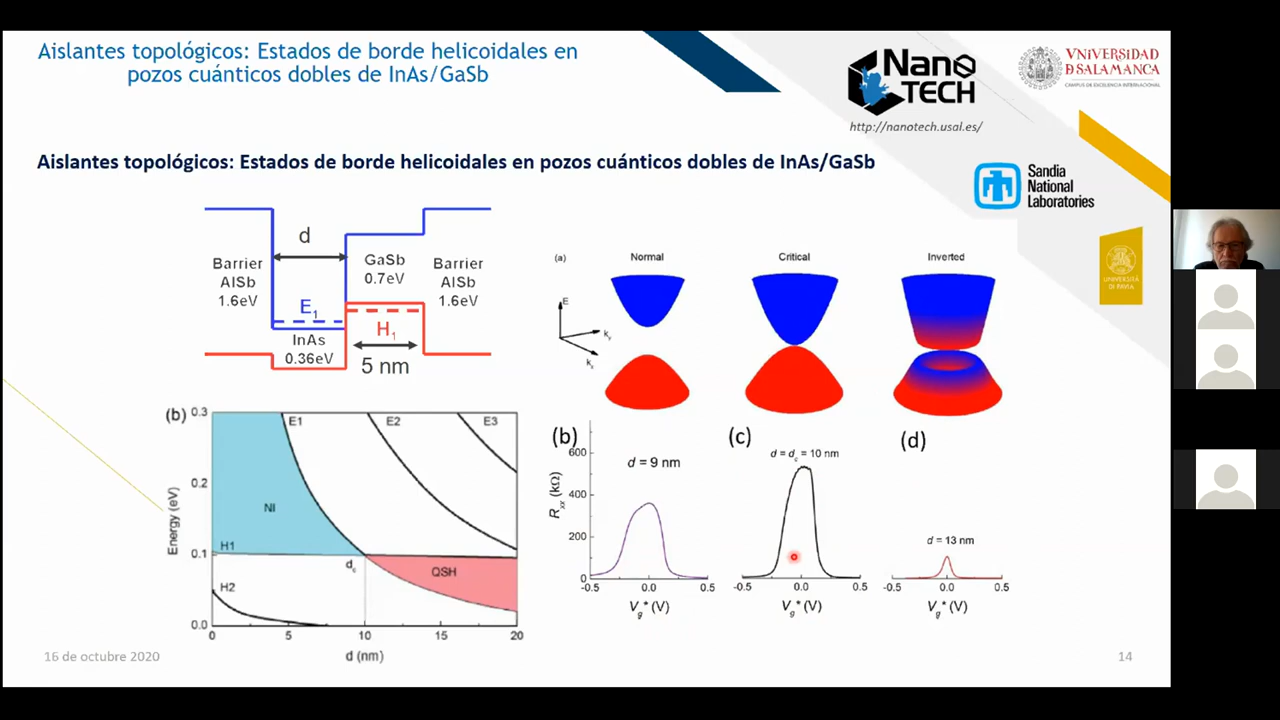 Aislantes topológicos: Estados de borde helicoidales en
pozos cuánticos dobles de InAs/GaSb
Nano
TECH
http://nanotech.usal.es/
VNiVERSiDAD
D SALAMANCA
CAMPUS DE EXCELENCIA INTERNACIONAL
Aislantes topológicos: Estados de borde helicoidales en pozos cuánticos dobles de InAs/GaSb
Sandia
National
Laboratories
UNIVERSITÀ
DI PAVIA
d
Barrier
AlSb
1.6eV
GaSb
0.7eV
Barrier
AlSb
1.6eV
E1
H1
InAs
0.36eV
5 nm
(a)
Normal
Critical
Inverted
E
ky
kx
(b)
0.3
0.2
0.1
0.0
Energy (eV)
E1
E2
E3
NI
H1
dc
QSH
H2
0
5
10
15
20
d (nm)
(b)
d = 9 nm
600
400
200
0
Rxx (kΩ)
-0.5
0.0
0.5
Vg* (V)
(c)
d = dc = 10 nm
-0.5
0.0
0.5
Vg* (V)
(d)
d = 13 nm
-0.5
0.0
0.5
Vg* (V)
16 de octubre 2020
14